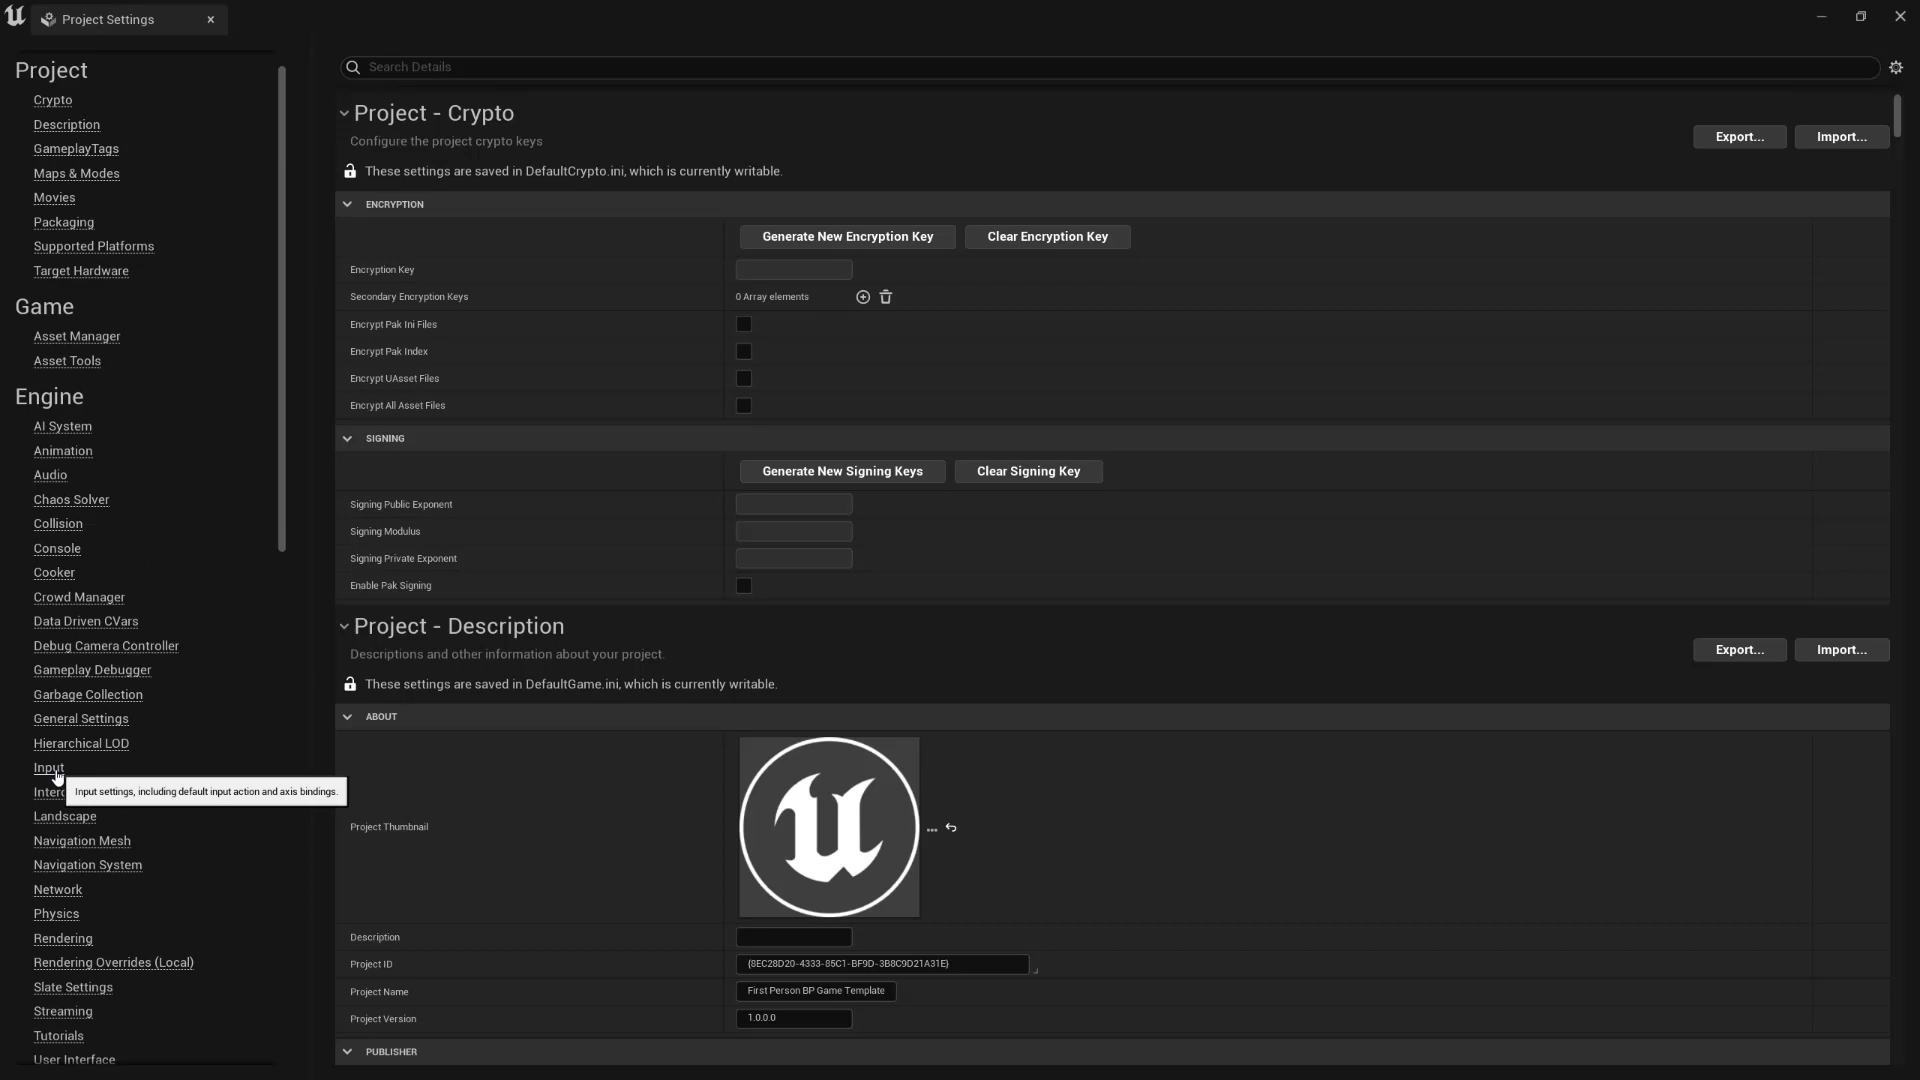 Project Settings
Project
Crypto
Description
GameplayTags
Maps & Modes
Movies
Packaging
Supported Platforms
Target Hardware
Game
Asset Manager
Asset Tools
Engine
AI System
Animation
Audio
Chaos Solver
Collision
Console
Cooker
Crowd Manager
Data Driven CVars
Debug Camera Controller
Gameplay Debugger
Garbage Collection
General Settings
Hierarchical LOD
Input
Input settings, including default input action and axis bindings.
Landscape
Navigation Mesh
Navigation System
Network
Physics
Rendering
Rendering Overrides (Local)
Slate Settings
Streaming
Tutorials
User Interface
Search Details
Project - Crypto
Configure the project crypto keys
Export...
Import...
These settings are saved in DefaultCrypto.ini, which is currently writable.
ENCRYPTION
Generate New Encryption Key
Clear Encryption Key
Encryption Key
Secondary Encryption Keys
0 Array elements
Encrypt Pak Ini Files
Encrypt Pak Index
Encrypt UAsset Files
Encrypt All Asset Files
SIGNING
Generate New Signing Keys
Clear Signing Key
Signing Public Exponent
Signing Modulus
Signing Private Exponent
Enable Pak Signing
Project - Description
Descriptions and other information about your project.
Export...
Import...
These settings are saved in DefaultGame.ini, which is currently writable.
ABOUT
Project Thumbnail
Description
Project ID
{8EC28D20-4333-85C1-BF9D-3B8C9D21A31E}
Project Name
First Person BP Game Template
Project Version
1.0.0.0
PUBLISHER